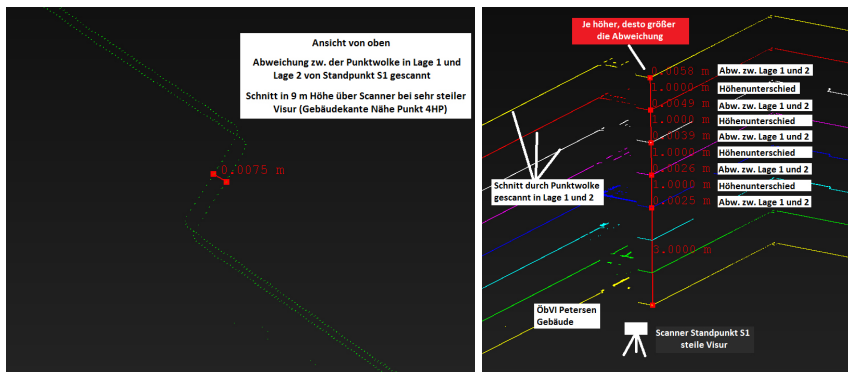 Ansicht von oben
Abweichung zw. der Punktwolke in Lage 1 und
Lage 2 von Standpunkt S1 gescannt
Schnitt in 9 m Höhe über Scanner bei sehr steiler
Visur (Gebäudekante Nähe Punkt 4HP)
0.0075 m
Je höher, desto größer
die Abweichung
0.0058 m Abw. zw. Lage 1 und 2
1.0000 m Höhenunterschied
0.0049 m Abw. zw. Lage 1 und 2
1.0000 m Höhenunterschied
0.0039 m Abw. zw. Lage 1 und 2
1.0000 m Höhenunterschied
0.0026 m Abw. zw. Lage 1 und 2
1.0000 m Höhenunterschied
0.0025 m Abw. zw. Lage 1 und 2
Schnitt durch Punktwolke
gescannt in Lage 1 und 2
3.0000 m
ÖbVI Petersen
Gebäude
Scanner Standpunkt S1
steile Visur